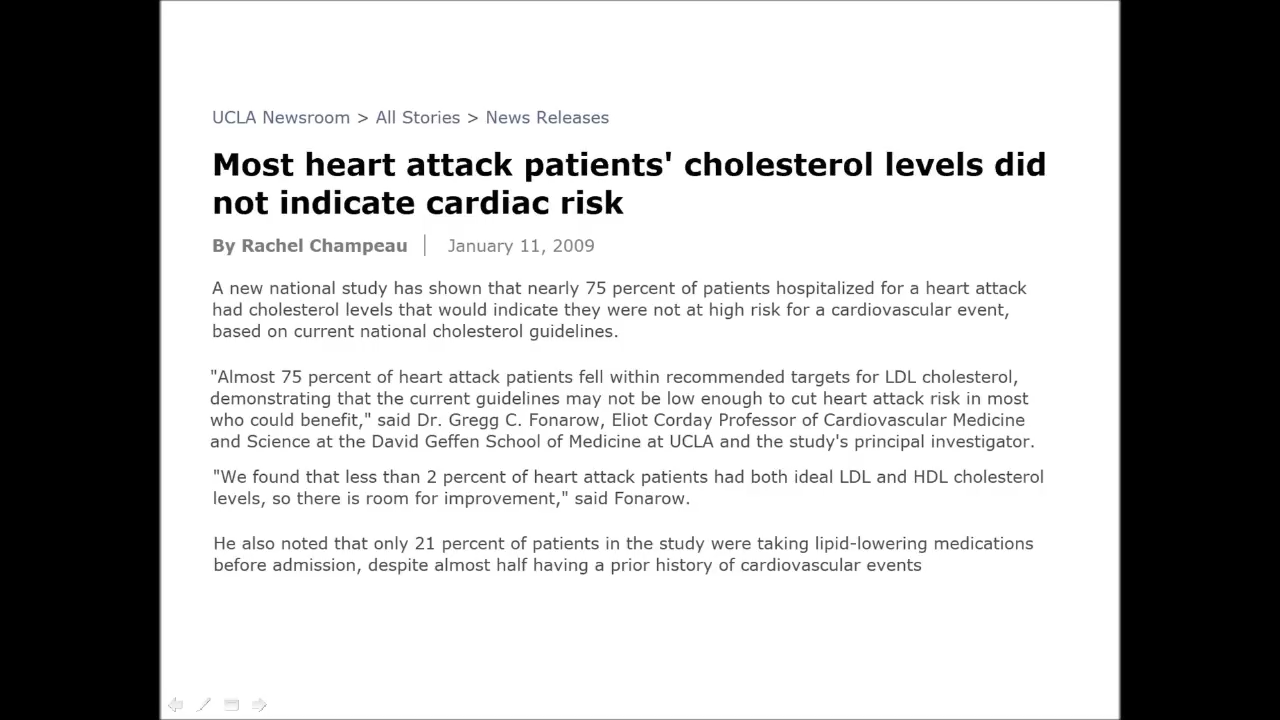 UCLA Newsroom > All Stories > News Releases
Most heart attack patients' cholesterol levels did
not indicate cardiac risk
By Rachel Champeau | January 11, 2009
A new national study has shown that nearly 75 percent of patients hospitalized for a heart attack
had cholesterol levels that would indicate they were not at high risk for a cardiovascular event,
based on current national cholesterol guidelines.
"Almost 75 percent of heart attack patients fell within recommended targets for LDL cholesterol,
demonstrating that the current guidelines may not be low enough to cut heart attack risk in most
who could benefit," said Dr. Gregg C. Fonarow, Eliot Corday Professor of Cardiovascular Medicine
and Science at the David Geffen School of Medicine at UCLA and the study's principal investigator.
"We found that less than 2 percent of heart attack patients had both ideal LDL and HDL cholesterol
levels, so there is room for improvement," said Fonarow.
He also noted that only 21 percent of patients in the study were taking lipid-lowering medications
before admission, despite almost half having a prior history of cardiovascular events